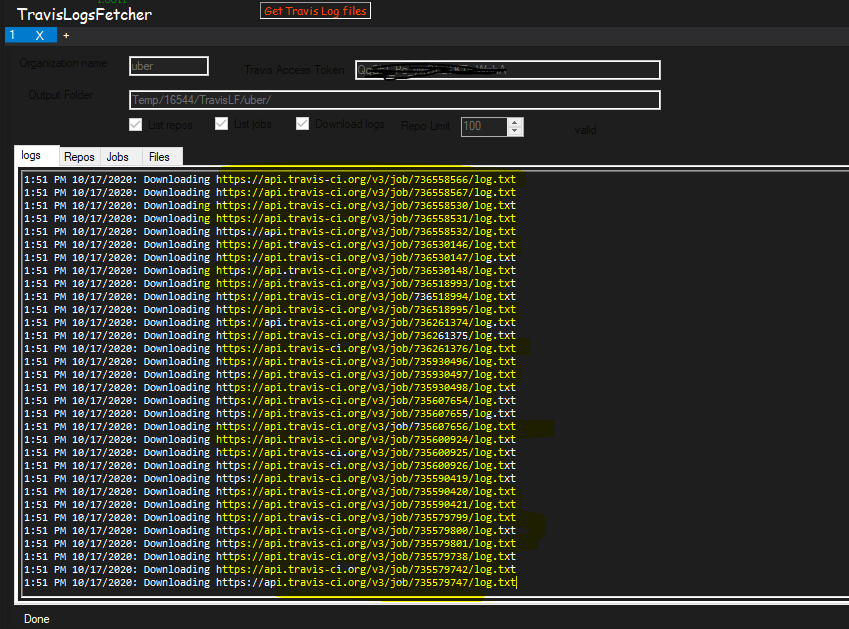 TravisLogsFetcher
Get Travis Log files
1 X +
Organization name uber Travis Access Token
Output Folder Temp/16544/TravisLF/uber/
List repos List jobs Download logs Repo Limit 100 valid
logs Repos Jobs Files
1:51 PM 10/17/2020: Downloading https://api.travis-ci.org/v3/job/736558566/log.txt
1:51 PM 10/17/2020: Downloading https://api.travis-ci.org/v3/job/736558567/log.txt
1:51 PM 10/17/2020: Downloading https://api.travis-ci.org/v3/job/736558530/log.txt
1:51 PM 10/17/2020: Downloading https://api.travis-ci.org/v3/job/736558531/log.txt
1:51 PM 10/17/2020: Downloading https://api.travis-ci.org/v3/job/736558532/log.txt
1:51 PM 10/17/2020: Downloading https://api.travis-ci.org/v3/job/736530146/log.txt
1:51 PM 10/17/2020: Downloading https://api.travis-ci.org/v3/job/736530147/log.txt
1:51 PM 10/17/2020: Downloading https://api.travis-ci.org/v3/job/736530148/log.txt
1:51 PM 10/17/2020: Downloading https://api.travis-ci.org/v3/job/736518993/log.txt
1:51 PM 10/17/2020: Downloading https://api.travis-ci.org/v3/job/736518994/log.txt
1:51 PM 10/17/2020: Downloading https://api.travis-ci.org/v3/job/736518995/log.txt
1:51 PM 10/17/2020: Downloading https://api.travis-ci.org/v3/job/736261374/log.txt
1:51 PM 10/17/2020: Downloading https://api.travis-ci.org/v3/job/736261375/log.txt
1:51 PM 10/17/2020: Downloading https://api.travis-ci.org/v3/job/736261376/log.txt
1:51 PM 10/17/2020: Downloading https://api.travis-ci.org/v3/job/735930496/log.txt
1:51 PM 10/17/2020: Downloading https://api.travis-ci.org/v3/job/735930497/log.txt
1:51 PM 10/17/2020: Downloading https://api.travis-ci.org/v3/job/735930498/log.txt
1:51 PM 10/17/2020: Downloading https://api.travis-ci.org/v3/job/735607654/log.txt
1:51 PM 10/17/2020: Downloading https://api.travis-ci.org/v3/job/735607655/log.txt
1:51 PM 10/17/2020: Downloading https://api.travis-ci.org/v3/job/735607656/log.txt
1:51 PM 10/17/2020: Downloading https://api.travis-ci.org/v3/job/735600924/log.txt
1:51 PM 10/17/2020: Downloading https://api.travis-ci.org/v3/job/735600925/log.txt
1:51 PM 10/17/2020: Downloading https://api.travis-ci.org/v3/job/735600926/log.txt
1:51 PM 10/17/2020: Downloading https://api.travis-ci.org/v3/job/735590419/log.txt
1:51 PM 10/17/2020: Downloading https://api.travis-ci.org/v3/job/735590420/log.txt
1:51 PM 10/17/2020: Downloading https://api.travis-ci.org/v3/job/735590421/log.txt
1:51 PM 10/17/2020: Downloading https://api.travis-ci.org/v3/job/735579799/log.txt
1:51 PM 10/17/2020: Downloading https://api.travis-ci.org/v3/job/735579800/log.txt
1:51 PM 10/17/2020: Downloading https://api.travis-ci.org/v3/job/735579801/log.txt
1:51 PM 10/17/2020: Downloading https://api.travis-ci.org/v3/job/735579738/log.txt
1:51 PM 10/17/2020: Downloading https://api.travis-ci.org/v3/job/735579742/log.txt
1:51 PM 10/17/2020: Downloading https://api.travis-ci.org/v3/job/735579747/log.txt
Done